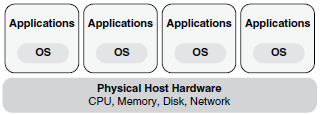 Applications Applications Applications Applications
OS OS OS OS
Physical Host Hardware
CPU, Memory, Disk, Network